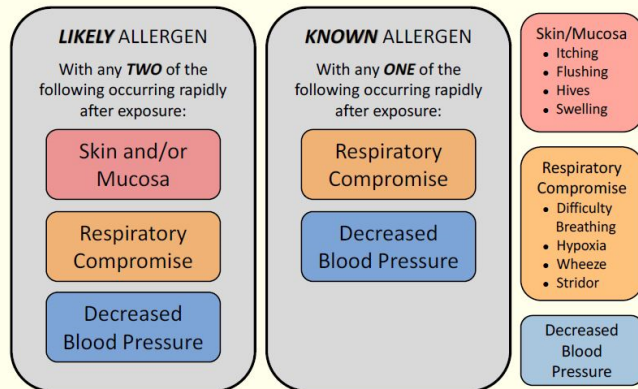 LIKELY ALLERGEN
With any TWO of the
following occurring rapidly
after exposure:
Skin and/or
Mucosa
Respiratory
Compromise
Decreased
Blood Pressure
KNOWN ALLERGEN
With any ONE of the
following occurring rapidly
after exposure:
Respiratory
Compromise
Decreased
Blood Pressure
Skin/Mucosa
• Itching
• Flushing
• Hives
• Swelling
Respiratory
Compromise
• Difficulty
Breathing
• Hypoxia
• Wheeze
• Stridor
Decreased
Blood
Pressure